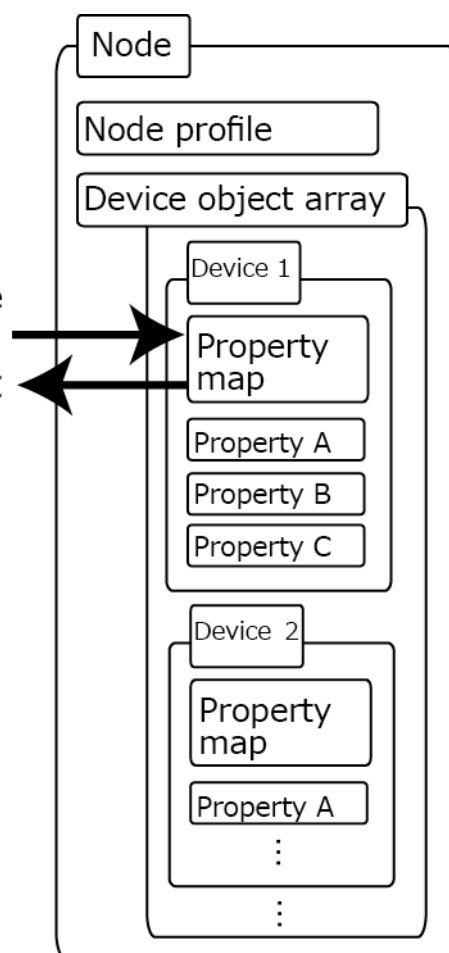 Node
Node profile
Device object array
Device 1
Property
map
Property A
Property B
Property C
Device 2
Property
map
Property A
⋮
⋮